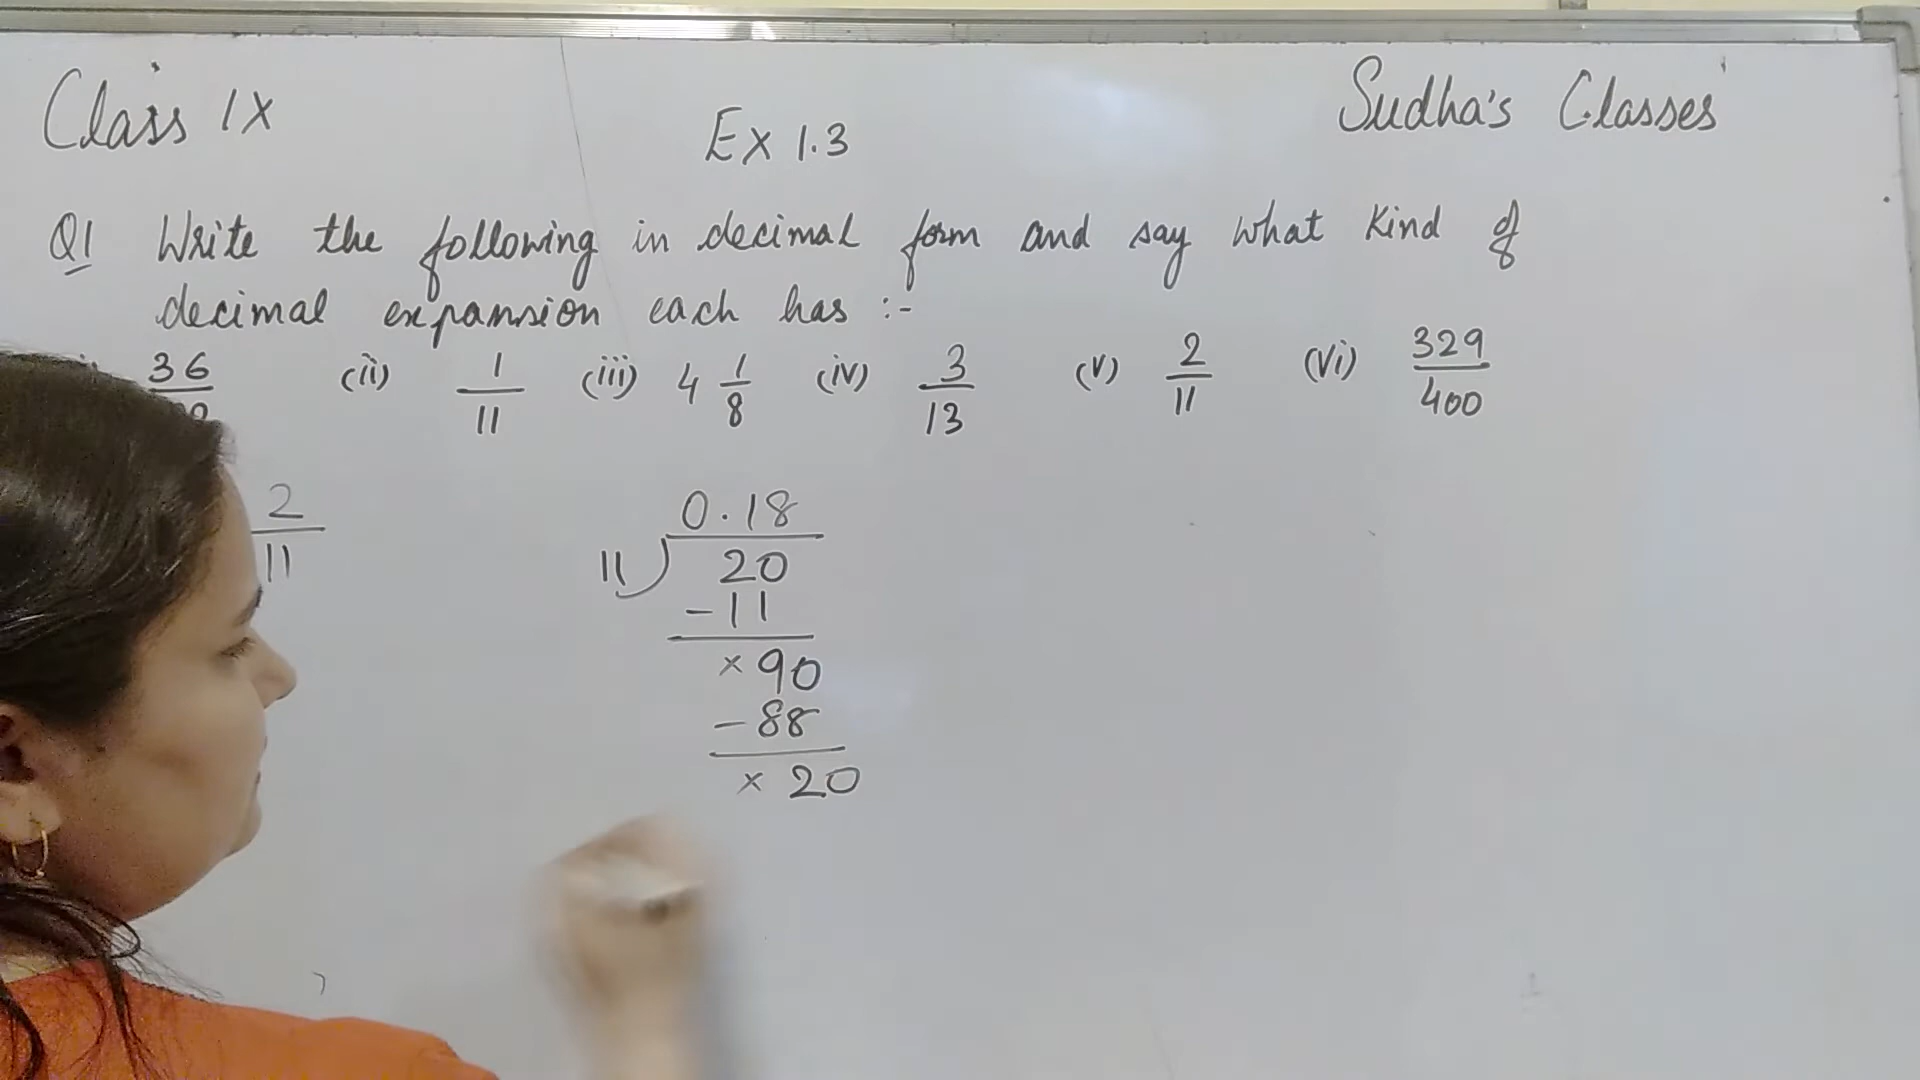 Class IX
Ex 1.3
Sudha's Classes
Q1 Write the following in decimal form and say what kind of
decimal expansion each has :-
36 (ii) 1/11 (iii) 4 1/8 (iv) 3/13 (v) 2/11 (vi) 329/400
2/11
0.18
11) 20
-11
× 90
-88
× 20